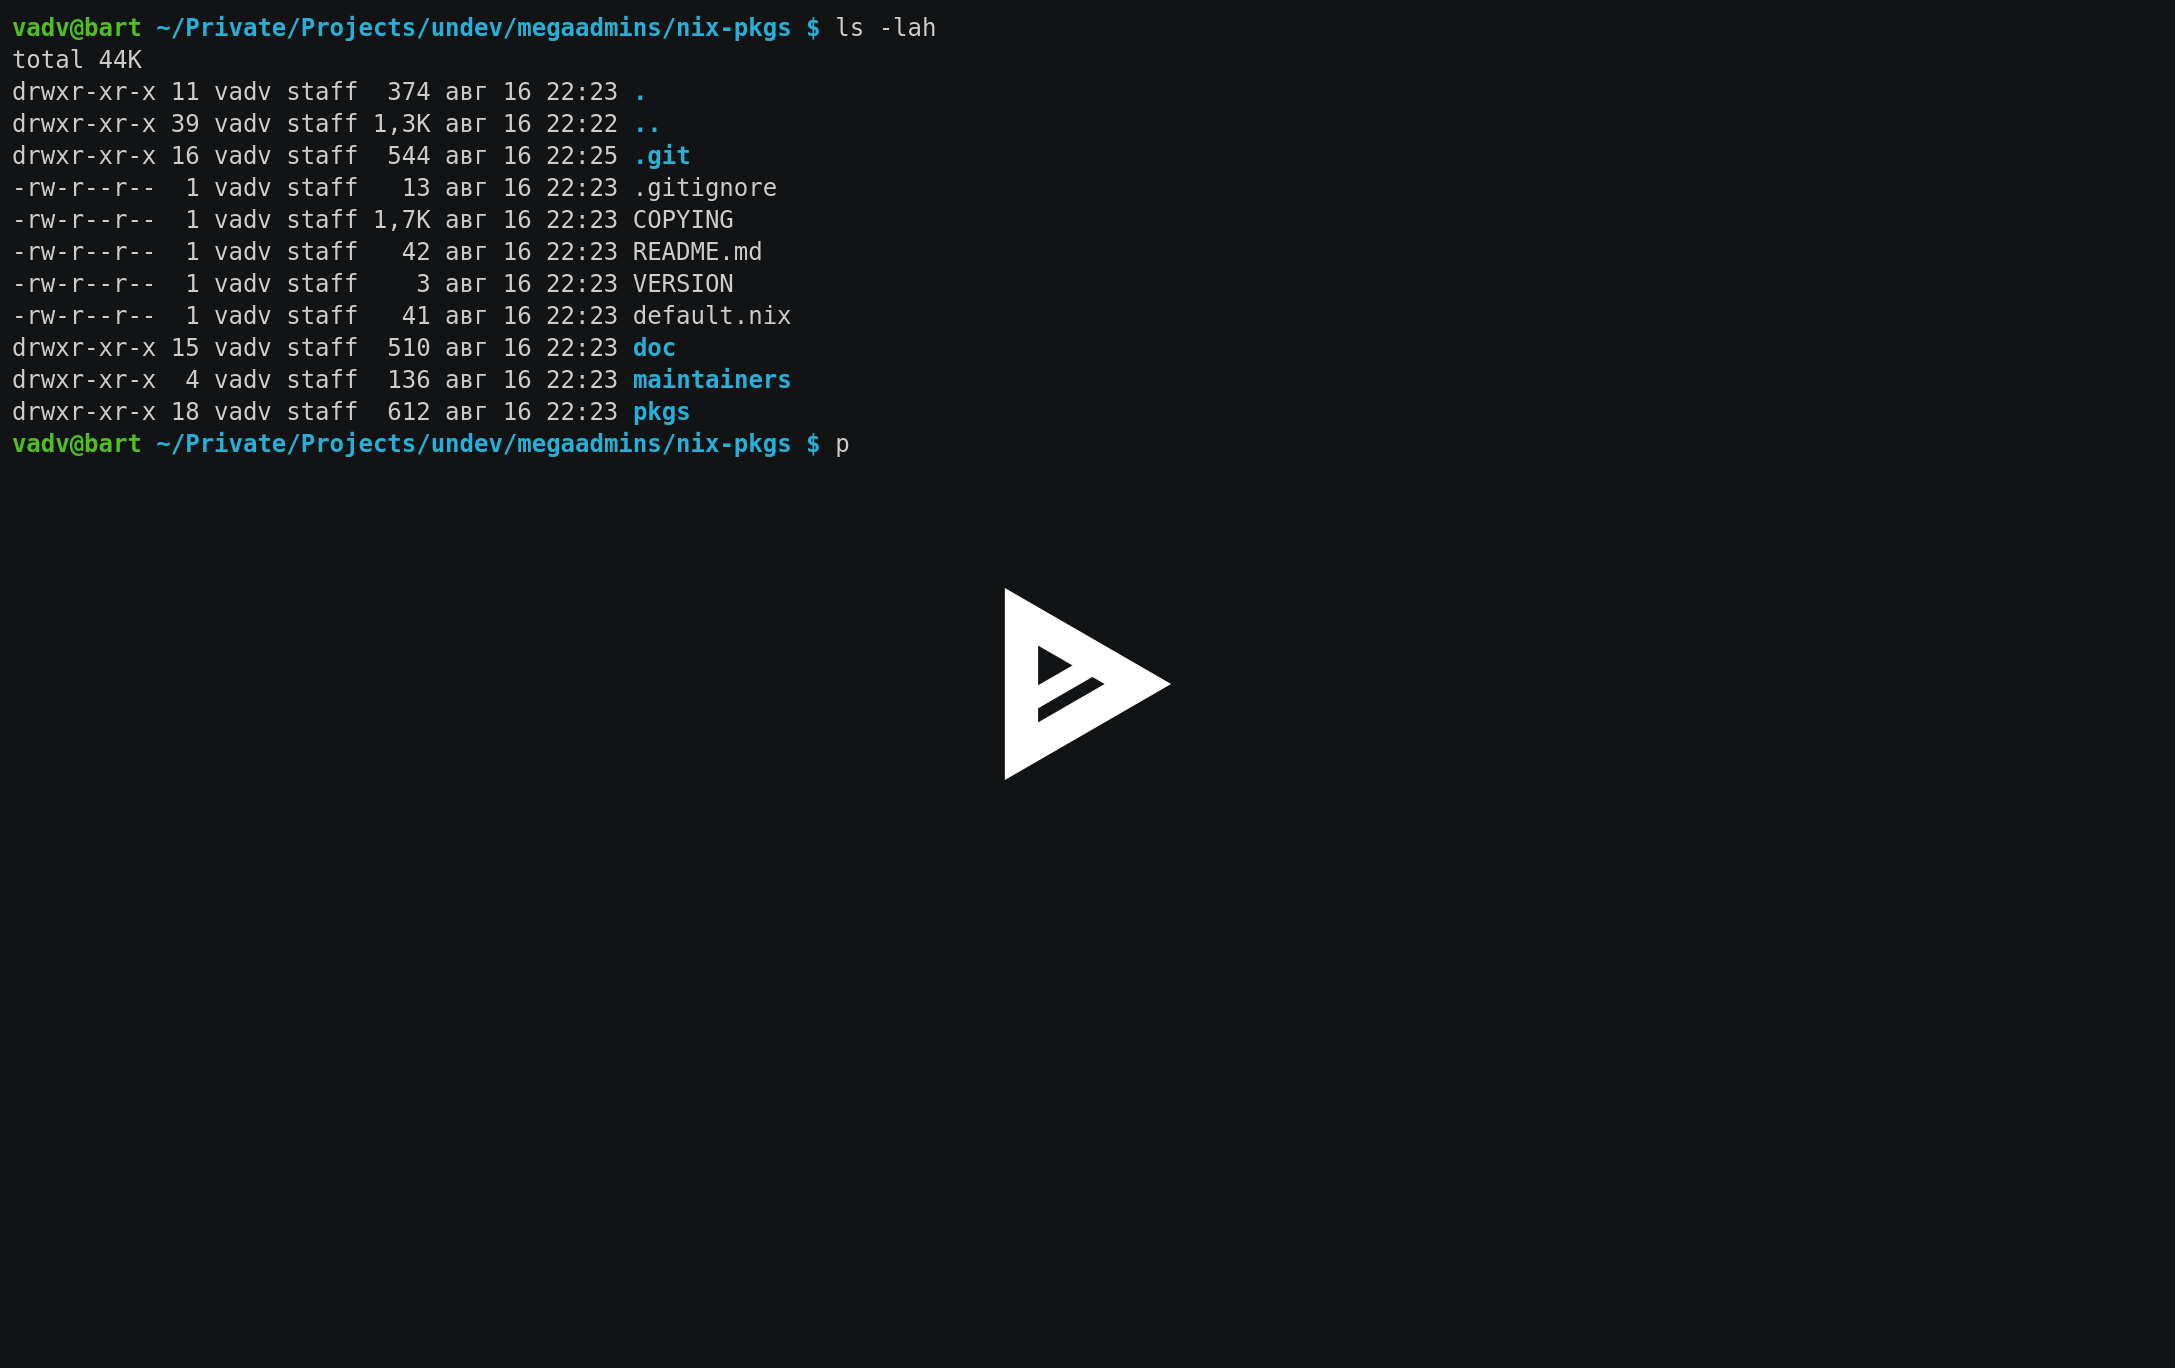 vadv@bart ~/Private/Projects/undev/megaadmins/nix-pkgs $ ls -lah
total 44K
drwxr-xr-x 11 vadv staff  374 авг 16 22:23 .
drwxr-xr-x 39 vadv staff 1,3K авг 16 22:22 ..
drwxr-xr-x 16 vadv staff  544 авг 16 22:25 .git
-rw-r--r--  1 vadv staff   13 авг 16 22:23 .gitignore
-rw-r--r--  1 vadv staff 1,7K авг 16 22:23 COPYING
-rw-r--r--  1 vadv staff   42 авг 16 22:23 README.md
-rw-r--r--  1 vadv staff    3 авг 16 22:23 VERSION
-rw-r--r--  1 vadv staff   41 авг 16 22:23 default.nix
drwxr-xr-x 15 vadv staff  510 авг 16 22:23 doc
drwxr-xr-x  4 vadv staff  136 авг 16 22:23 maintainers
drwxr-xr-x 18 vadv staff  612 авг 16 22:23 pkgs
vadv@bart ~/Private/Projects/undev/megaadmins/nix-pkgs $ p